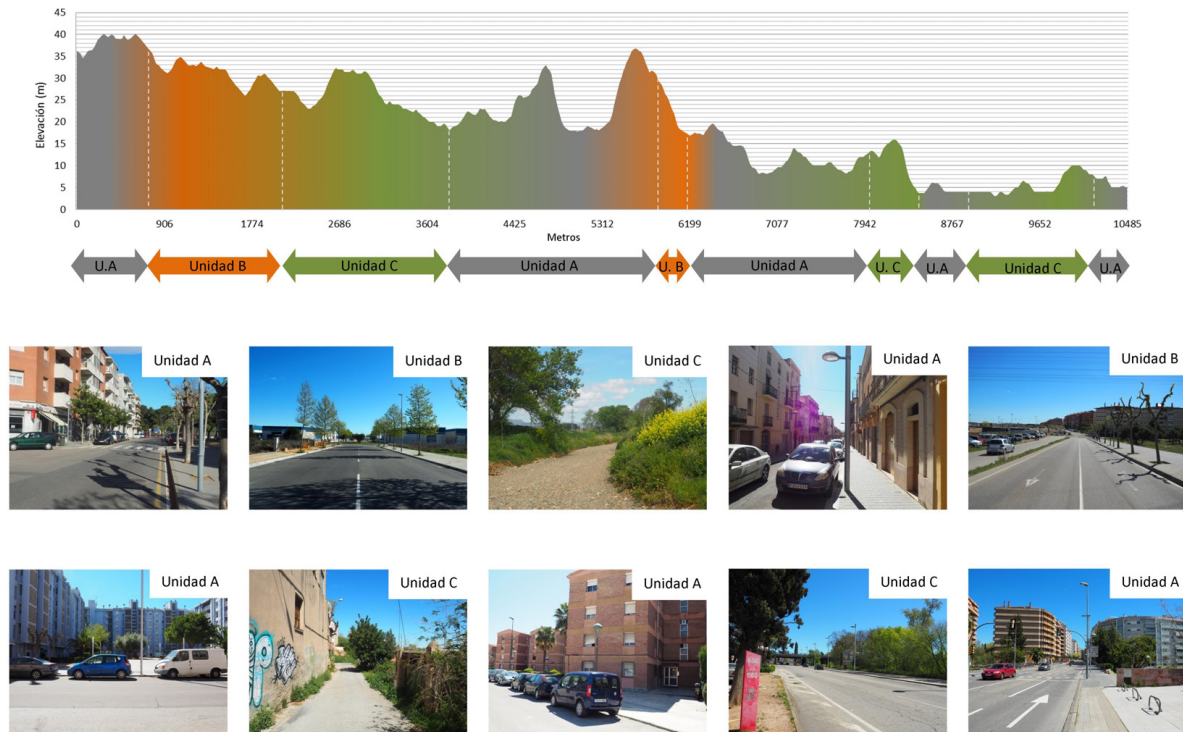 45
40
35
30
25
20
15
10
5
0
Elevación (m)
0 906 1774 2686 3604 4425 5312 6199 7077 7942 8767 9652 10485
Metros
U.A Unidad B Unidad C Unidad A U. B Unidad A U. C U.A Unidad C U.A
Unidad A Unidad B Unidad C Unidad A Unidad B
Unidad A Unidad C Unidad A Unidad C Unidad A